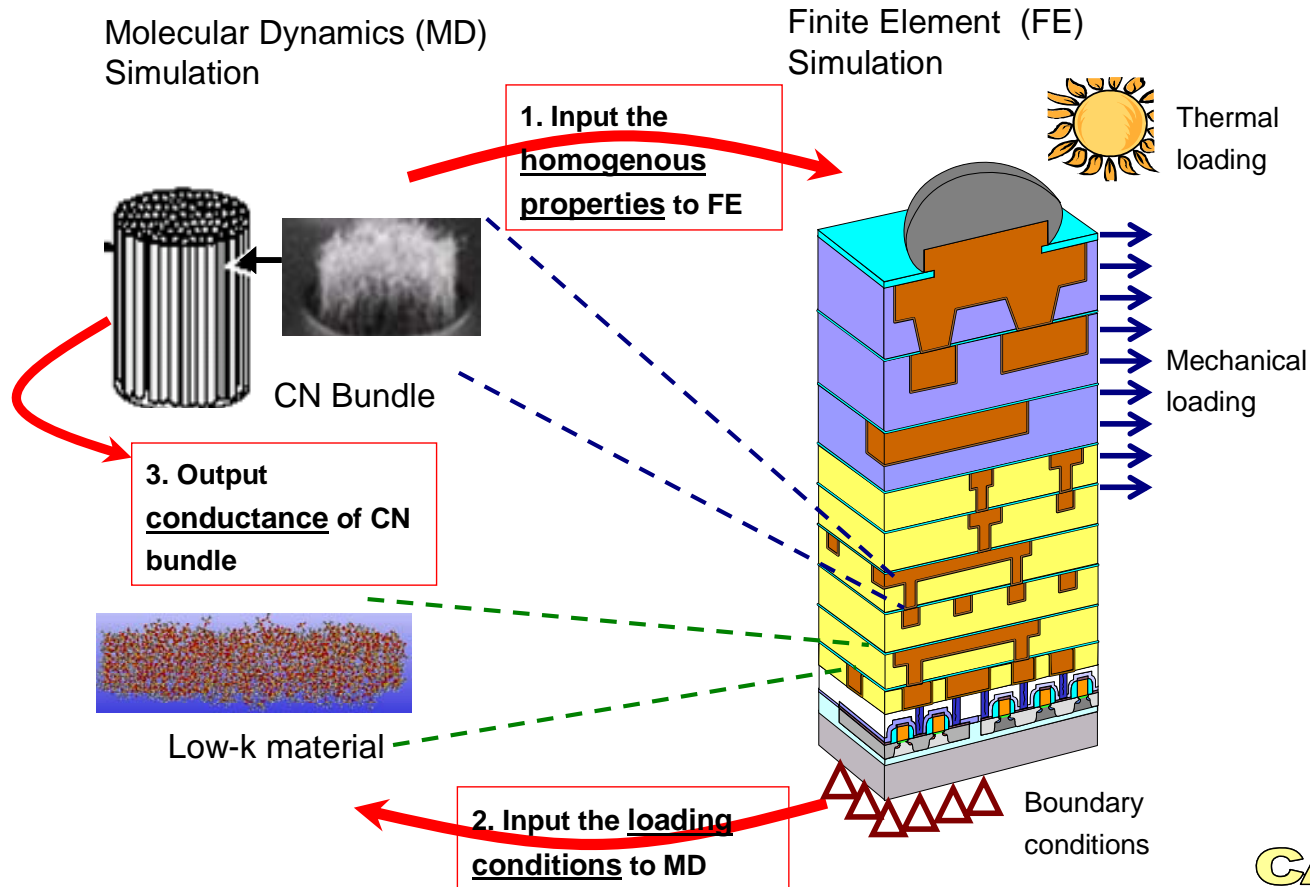 Molecular Dynamics (MD)
Simulation
Finite Element (FE)
Simulation
1. Input the
homogenous
properties to FE
Thermal
loading
CN Bundle
Mechanical
loading
3. Output
conductance of CN
bundle
Low-k material
2. Input the loading
conditions to MD
Boundary
conditions